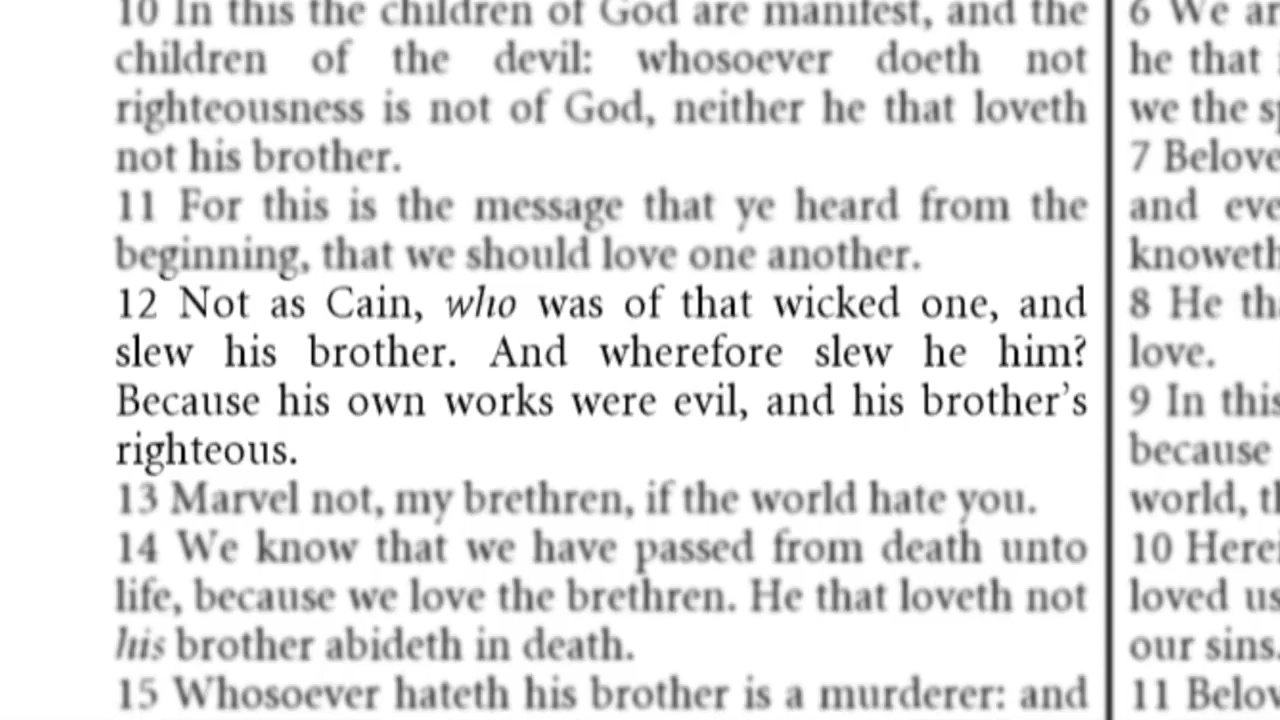 10 In this the children of God are manifest, and the
children of the devil: whosoever doeth not
righteousness is not of God, neither he that loveth
not his brother.
11 For this is the message that ye heard from the
beginning, that we should love one another.
12 Not as Cain, who was of that wicked one, and
slew his brother. And wherefore slew he him?
Because his own works were evil, and his brother’s
righteous.
13 Marvel not, my brethren, if the world hate you.
14 We know that we have passed from death unto
life, because we love the brethren. He that loveth not
his brother abideth in death.
15 Whosoever hateth his brother is a murderer: and
6 We
he that
we the
7
and
knoweth
8 He
love.
9 In this
because
world,
10
loved us
our sins.
11